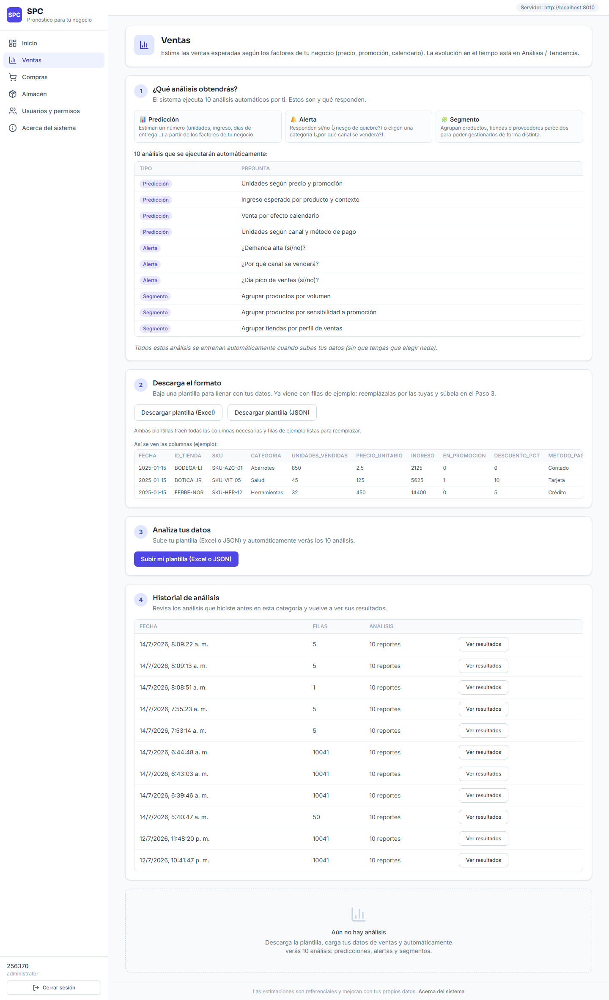 SPC
SPC
Pronóstico para tu negocio
Servidor: http://localhost:8010
Inicio
Ventas
Compras
Almacén
Usuarios y permisos
Acerca del sistema
Ventas
Estima las ventas esperadas según los factores de tu negocio (precio, promoción, calendario). La evolución en el tiempo está en Análisis / Tendencia.
1
¿Qué análisis obtendrás?
El sistema ejecuta 10 análisis automáticos por ti. Estos son y qué responden.
Predicción
Estiman un número (unidades, ingreso, días de
entrega...) a partir de los factores de tu negocio.
Alerta
Responden sí/no (¿riesgo de quiebre?) o eligen una
categoría (¿por qué canal se venderá?).
Segmento
Agrupan productos, tiendas o proveedores parecidos
para poder gestionarlos de forma distinta.
10 análisis que se ejecutarán automáticamente:
TIPO PREGUNTA
Predicción Unidades según precio y promoción
Predicción Ingreso esperado por producto y contexto
Predicción Venta por efecto calendario
Predicción Unidades según canal y método de pago
Alerta ¿Demanda alta (sí/no)?
Alerta ¿Por qué canal se venderá?
Alerta ¿Día pico de ventas (sí/no)?
Segmento Agrupar productos por volumen
Segmento Agrupar productos por sensibilidad a promoción
Segmento Agrupar tiendas por perfil de ventas
Todos estos análisis se entrenan automáticamente cuando subes tus datos (sin que tengas que elegir nada).
2
Descarga el formato
Baja una plantilla para llenar con tus datos. Ya viene con filas de ejemplo: reemplázalas por las tuyas y súbela en el Paso 3.
Descargar plantilla (Excel) Descargar plantilla (JSON)
Ambas plantillas traen todas las columnas necesarias y filas de ejemplo listas para reemplazar.
Así se ven las columnas (ejemplo):
FECHA ID_TIENDA SKU CATEGORIA UNIDADES_VENDIDAS PRECIO_UNITARIO INGRESO EN_PROMOCION DESCUENTO_PCT METODO_PAG
2025-01-15 BODEGA-LI SKU-AZC-01 Abarrotes 850 2.5 2125 0 0 Contado
2025-01-15 BOTICA-JR SKU-VIT-05 Salud 45 125 5625 1 10 Tarjeta
2025-01-15 FERRE-NOR SKU-HER-12 Herramientas 32 450 14400 0 5 Crédito
3
Analiza tus datos
Sube tu plantilla (Excel o JSON) y automáticamente verás los 10 análisis.
Subir mi plantilla (Excel o JSON)
4
Historial de análisis
Revisa los análisis que hiciste antes en esta categoría y vuelve a ver sus resultados.
FECHA FILAS ANÁLISIS
14/7/2026, 8:09:22 a. m. 5 10 reportes Ver resultados
14/7/2026, 8:09:13 a. m. 5 10 reportes Ver resultados
14/7/2026, 8:08:51 a. m. 1 10 reportes Ver resultados
14/7/2026, 7:55:23 a. m. 5 10 reportes Ver resultados
14/7/2026, 7:53:14 a. m. 5 10 reportes Ver resultados
14/7/2026, 6:44:48 a. m. 10041 10 reportes Ver resultados
14/7/2026, 6:43:03 a. m. 10041 10 reportes Ver resultados
14/7/2026, 6:39:46 a. m. 10041 10 reportes Ver resultados
14/7/2026, 5:40:47 a. m. 50 10 reportes Ver resultados
12/7/2026, 11:48:20 p. m. 10041 10 reportes Ver resultados
12/7/2026, 10:41:47 p. m. 10041 10 reportes Ver resultados
Aún no hay análisis
Descarga la plantilla, carga tus datos de ventas y automáticamente
verás 10 análisis: predicciones, alertas y segmentos.
256370
administrator
Cerrar sesión
Las estimaciones son referenciales y mejoran con tus propios datos. Acerca del sistema